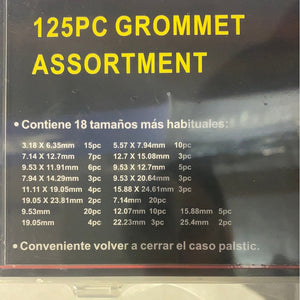 125PC GROMMET
ASSORTMENT
• Contiene 18 tamaños más habituales:
3.18 X 6.35mm 15pc 5.57 X 7.94mm 10pc
7.14 X 12.7mm 7pc 12.7 X 15.08mm 3pc
9.53 X 11.91mm 6pc 9.53 X 12.7mm 5pc
7.94 X 14.29mm 3pc 9.53 X 20.64mm 3pc
11.11 X 19.05mm 4pc 15.88 X 24.61mm 3pc
19.05 X 23.81mm 2pc 7.14mm 20pc
9.53mm 20pc 12.07mm 10pc 15.88mm 5pc
19.05mm 4pc 22.23mm 3pc 25.4mm 2pc
• Conveniente volver a cerrar el caso palstic.